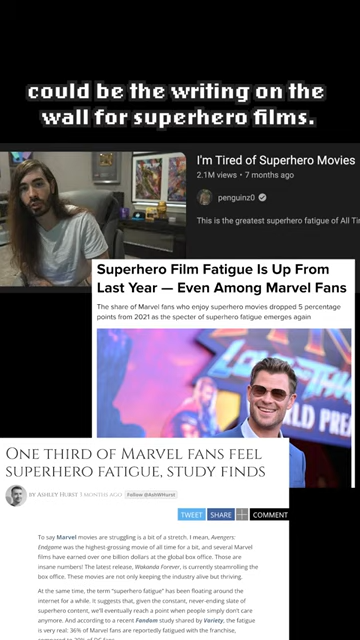 could be the writing on the
wall for superhero films.
I'm Tired of Superhero Movies
2.1M views • 7 months ago
penguinz0
This is the greatest superhero fatigue of All Ti
Superhero Film Fatigue Is Up From
Last Year — Even Among Marvel Fans
The share of Marvel fans who enjoy superhero movies dropped 5 percentage
points from 2021 as the specter of superhero fatigue emerges again
LD PRE
ONE THIRD OF MARVEL FANS FEEL
SUPERHERO FATIGUE, STUDY FINDS
BY ASHLEY HURST 5 MONTHS AGO Follow @AshWHurst
TWEET SHARE COMMENT
To say Marvel movies are struggling is a bit of a stretch. I mean, Avengers:
Endgame was the highest-grossing movie of all time for a bit, and several Marvel
films have earned over one billion dollars at the global box office. Those are
insane numbers! The latest release, Wakanda Forever, is currently steamrolling the
box office. These movies are not only keeping the industry alive but thriving.
At the same time, the term "superhero fatigue" has been floating around the
internet for a while. It suggests that, given the constant, never-ending slate of
superhero content, we'll eventually reach a point when people simply don't care
anymore. And according to a recent Fandom study shared by Variety, the fatigue
is very real: 36% of Marvel fans are reportedly fatigued with the franchise,